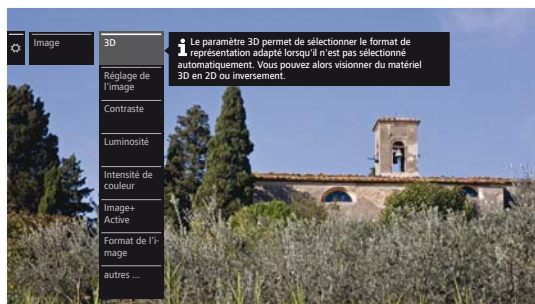 Image
3D
Réglage de
l'image
Contraste
Luminosité
Intensité de
couleur
Image+
Active
Format de l'i-
mage
autres ...
i Le paramètre 3D permet de sélectionner le format de
représentation adapté lorsqu'il n'est pas sélectionné
automatiquement. Vous pouvez alors visionner du matériel
3D en 2D ou inversement.